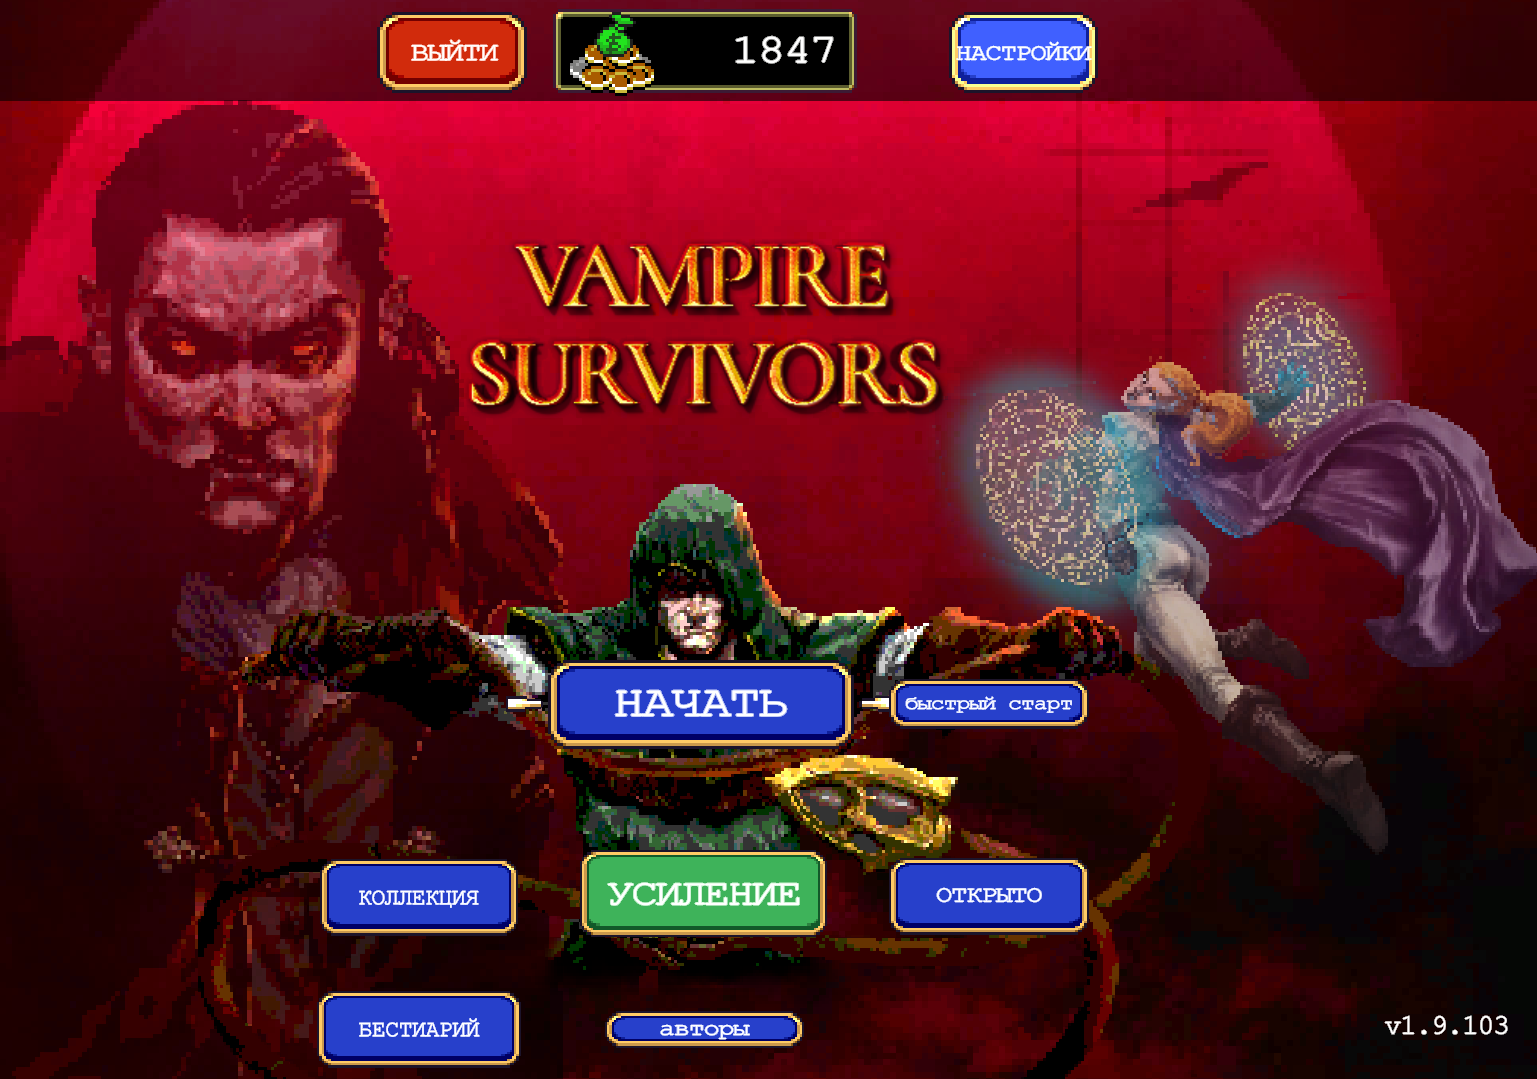 ВЫЙТИ
1847
НАСТРОЙКИ
VAMPIRE
SURVIVORS
НАЧАТЬ
быстрый старт
КОЛЛЕКЦИЯ
УСИЛЕНИЕ
ОТКРЫТО
БЕСТИАРИЙ
авторы
v1.9.103